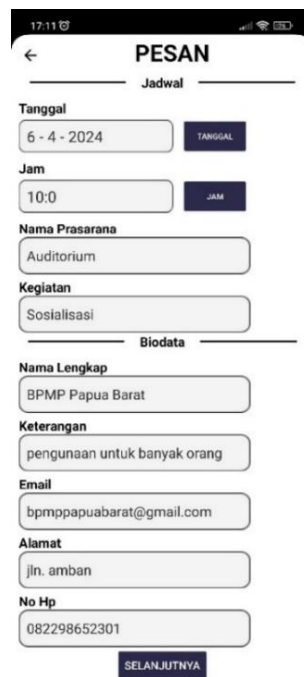 17:11
PESAN
Jadwal
Tanggal
6 - 4 - 2024 TANGGAL
Jam
10:0 JAM
Nama Prasarana
Auditorium
Kegiatan
Sosialisasi
Biodata
Nama Lengkap
BPMP Papua Barat
Keterangan
pengunaan untuk banyak orang
Email
bpmppapuabarat@gmail.com
Alamat
jln. amban
No Hp
082298652301
SELANJUTNYA